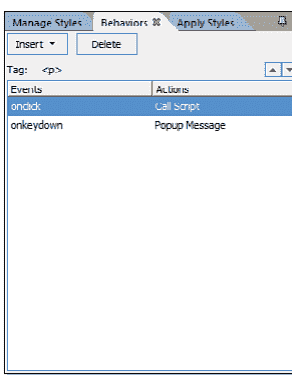 Manage Styles Behaviors Apply Styles
Insert Delete
Tag: <p>
Events Actions
onclick Call Script
onkeydown Popup Message